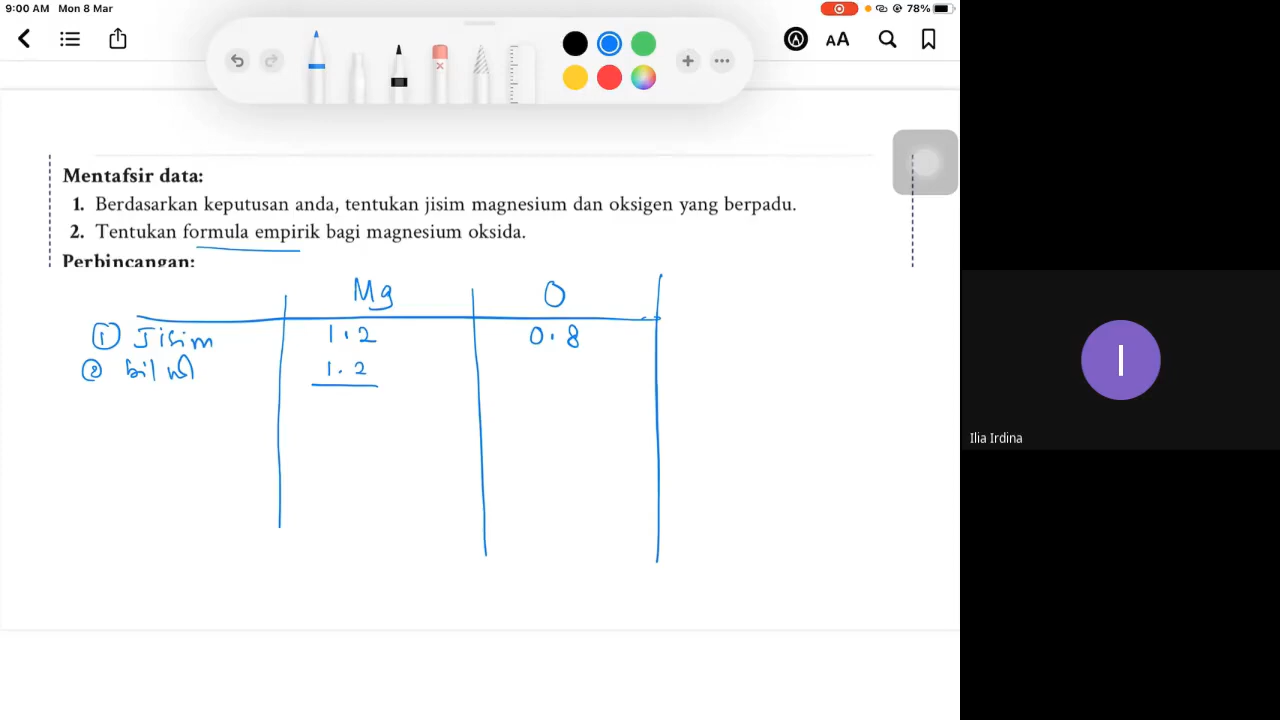 9:00 AM Mon 8 Mar
78%
AA
Mentafsir data:
1. Berdasarkan keputusan anda, tentukan jisim magnesium dan oksigen yang berpadu.
2. Tentukan formula empirik bagi magnesium oksida.
Perbincangan:
Mg O
① Jisim 1.2 0.8
② bil 1.2
I
Ilia Irdina